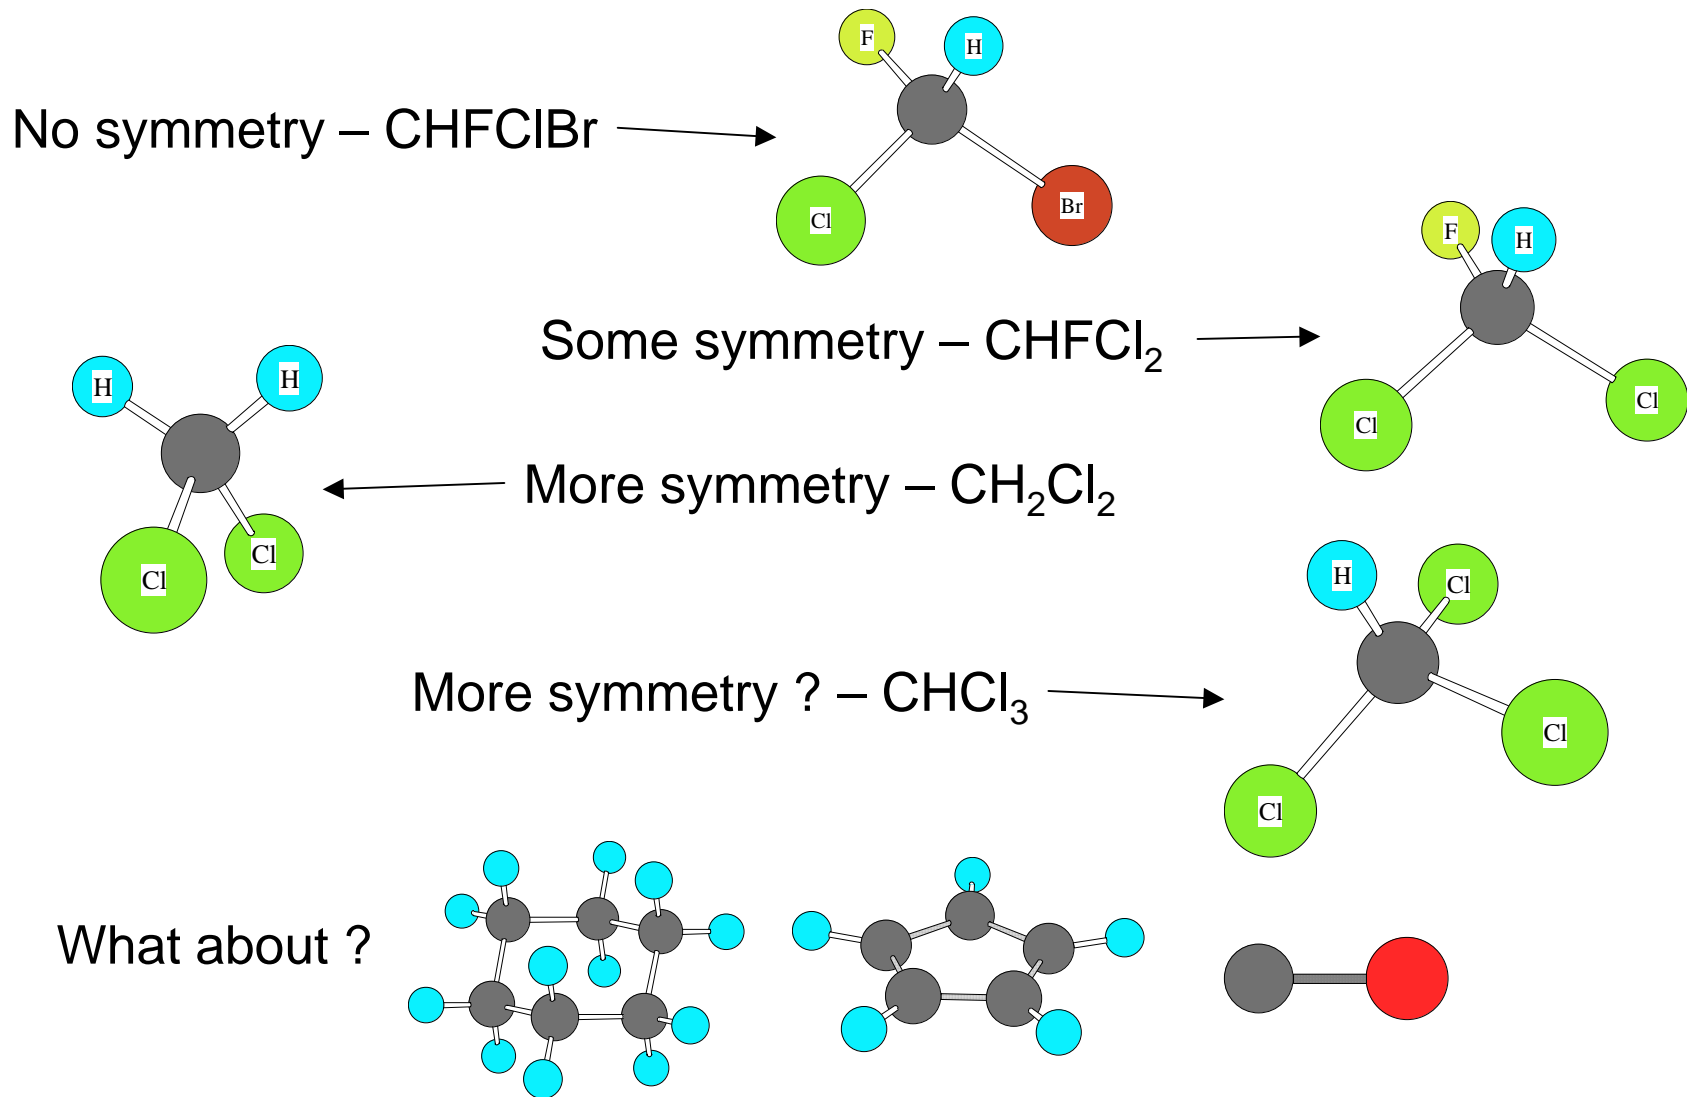 F H
No symmetry – CHFClBr
Cl Br
F H
Some symmetry – CHFCl₂
H H
Cl Cl
More symmetry – CH₂Cl₂
Cl Cl
H Cl
More symmetry ? – CHCl₃
Cl
Cl
What about ?